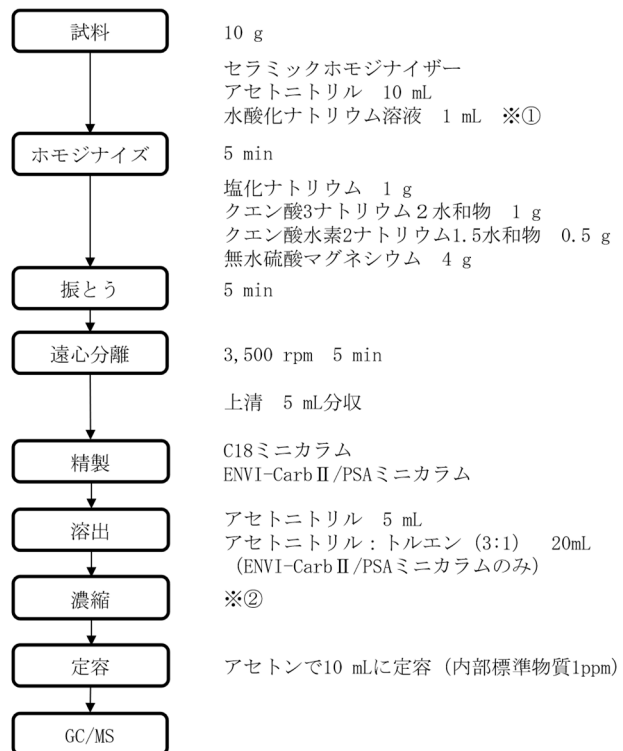 試料 10 g
セラミックホモジナイザー
アセトニトリル 10 mL
水酸化ナトリウム溶液 1 mL ※①
ホモジナイズ 5 min
塩化ナトリウム 1 g
クエン酸3ナトリウム２水和物 1 g
クエン酸水素2ナトリウム1.5水和物 0.5 g
無水硫酸マグネシウム 4 g
振とう 5 min
遠心分離 3,500 rpm 5 min
上清 5 mL分収
精製 C18ミニカラム
ENVI-CarbⅡ/PSAミニカラム
溶出 アセトニトリル 5 mL
アセトニトリル：トルエン (3:1) 20mL
(ENVI-CarbⅡ/PSAミニカラムのみ)
濃縮 ※②
定容 アセトンで10 mLに定容 (内部標準物質1ppm)
GC/MS